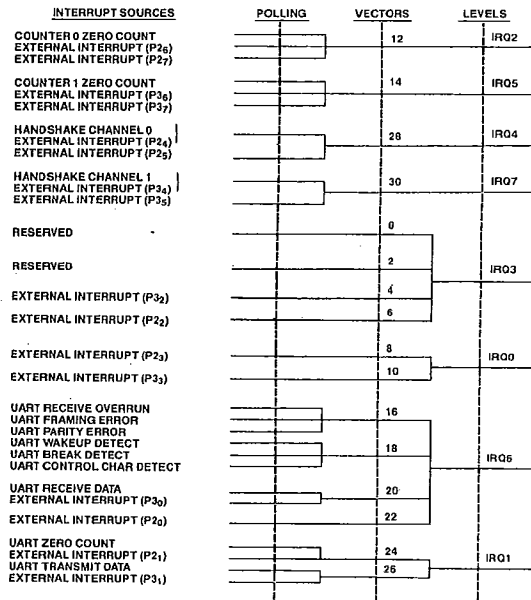 INTERRUPT SOURCES POLLING VECTORS LEVELS
COUNTER 0 ZERO COUNT 12 IRQ2
EXTERNAL INTERRUPT (P2₆)
EXTERNAL INTERRUPT (P2₇)
COUNTER 1 ZERO COUNT 14 IRQ5
EXTERNAL INTERRUPT (P3₆)
EXTERNAL INTERRUPT (P3₇)
HANDSHAKE CHANNEL 0 28 IRQ4
EXTERNAL INTERRUPT (P2₄)
EXTERNAL INTERRUPT (P2₅)
HANDSHAKE CHANNEL 1 30 IRQ7
EXTERNAL INTERRUPT (P3₄)
EXTERNAL INTERRUPT (P3₅)
RESERVED 0
RESERVED 2 IRQ3
EXTERNAL INTERRUPT (P3₂) 4
EXTERNAL INTERRUPT (P2₂) 6
EXTERNAL INTERRUPT (P2₃) 8 IRQ0
EXTERNAL INTERRUPT (P3₃) 10
UART RECEIVE OVERRUN 16
UART FRAMING ERROR
UART PARITY ERROR
UART WAKEUP DETECT 18 IRQ6
UART BREAK DETECT
UART CONTROL CHAR DETECT
UART RECEIVE DATA 20
EXTERNAL INTERRUPT (P3₀)
EXTERNAL INTERRUPT (P2₀) 22
UART ZERO COUNT 24 IRQ1
EXTERNAL INTERRUPT (P2₁)
UART TRANSMIT DATA 26
EXTERNAL INTERRUPT (P3₁)